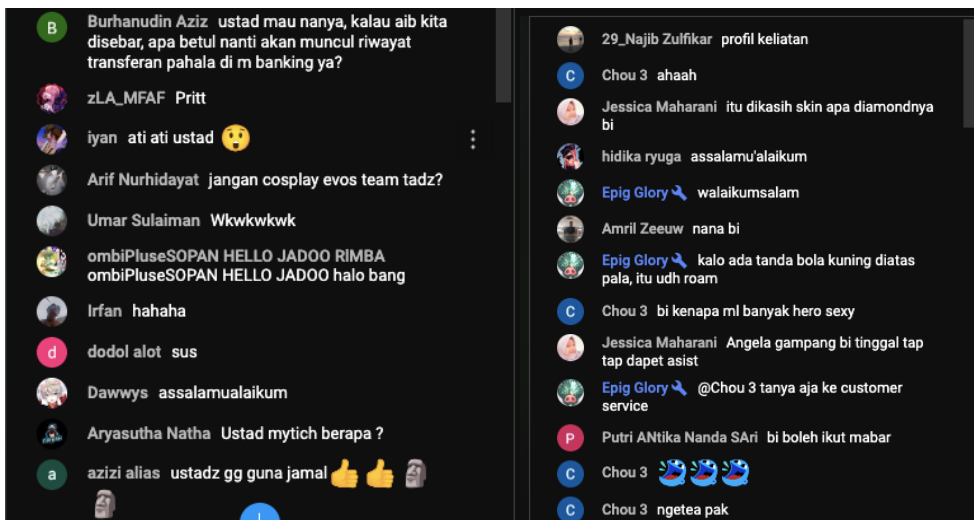 Burhanudin Aziz ustad mau nanya, kalau aib kita
disebar, apa betul nanti akan muncul riwayat
transferan pahala di m banking ya?
zLA_MFAF Pritt
iyan ati ati ustad
Arif Nurhidayat jangan cosplay evos team tadz?
Umar Sulaiman Wkwkwkwk
ombiPluseSOPAN HELLO JADOO RIMBA
ombiPluseSOPAN HELLO JADOO halo bang
Irfan hahaha
dodol alot sus
Dawwys assalamualaikum
Aryasutha Natha Ustad mytich berapa ?
azizi alias ustadz gg guna jamal
29_Najib Zulfikar profil keliatan
Chou 3 ahaah
Jessica Maharani itu dikasih skin apa diamondnya
bi
hidika ryuga assalamu'alaikum
Epig Glory walaikumsalam
Amril Zeeuw nana bi
Epig Glory kalo ada tanda bola kuning diatas
pala, itu udh roam
Chou 3 bi kenapa ml banyak hero sexy
Jessica Maharani Angela gampang bi tinggal tap
tap dapet asist
Epig Glory @Chou 3 tanya aja ke customer
service
Putri ANtika Nanda SAri bi boleh ikut mabar
Chou 3
Chou 3 ngetea pak